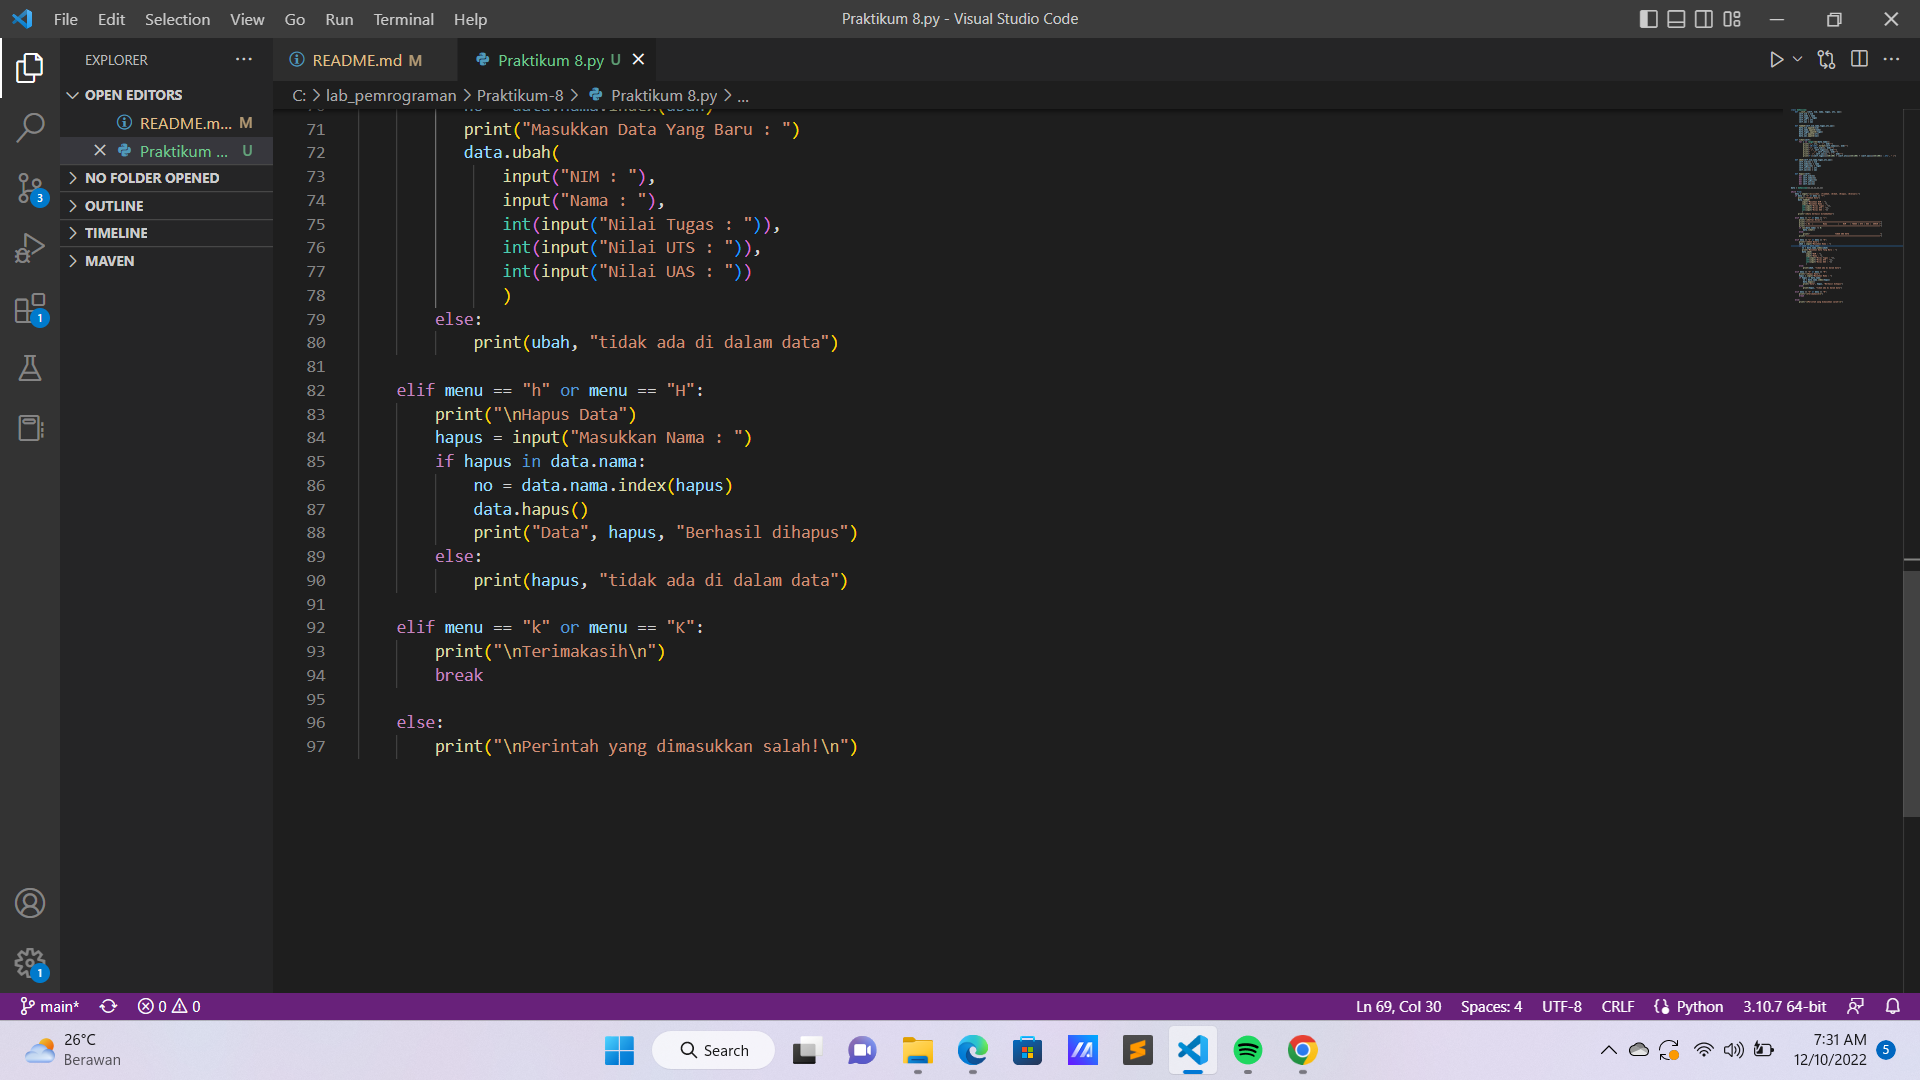 File Edit Selection View Go Run Terminal Help
Praktikum 8.py - Visual Studio Code
EXPLORER
OPEN EDITORS
README.m... M
Praktikum ... U
NO FOLDER OPENED
OUTLINE
TIMELINE
MAVEN
3
1
1
README.md M
Praktikum 8.py U
C: > lab_pemrograman > Praktikum-8 > Praktikum 8.py > ...
71 print("Masukkan Data Yang Baru : ")
72 data.ubah(
73 input("NIM : "),
74 input("Nama : "),
75 int(input("Nilai Tugas : ")),
76 int(input("Nilai UTS : ")),
77 int(input("Nilai UAS : "))
78 )
79 else:
80 print(ubah, "tidak ada di dalam data")
81
82 elif menu == "h" or menu == "H":
83 print("\nHapus Data")
84 hapus = input("Masukkan Nama : ")
85 if hapus in data.nama:
86 no = data.nama.index(hapus)
87 data.hapus()
88 print("Data", hapus, "Berhasil dihapus")
89 else:
90 print(hapus, "tidak ada di dalam data")
91
92 elif menu == "k" or menu == "K":
93 print("\nTerimakasih\n")
94 break
95
96 else:
97 print("\nPerintah yang dimasukkan salah!\n")
main* 0 0
Ln 69, Col 30 Spaces: 4 UTF-8 CRLF Python 3.10.7 64-bit
26°C
Berawan
Search
7:31 AM
12/10/2022
5